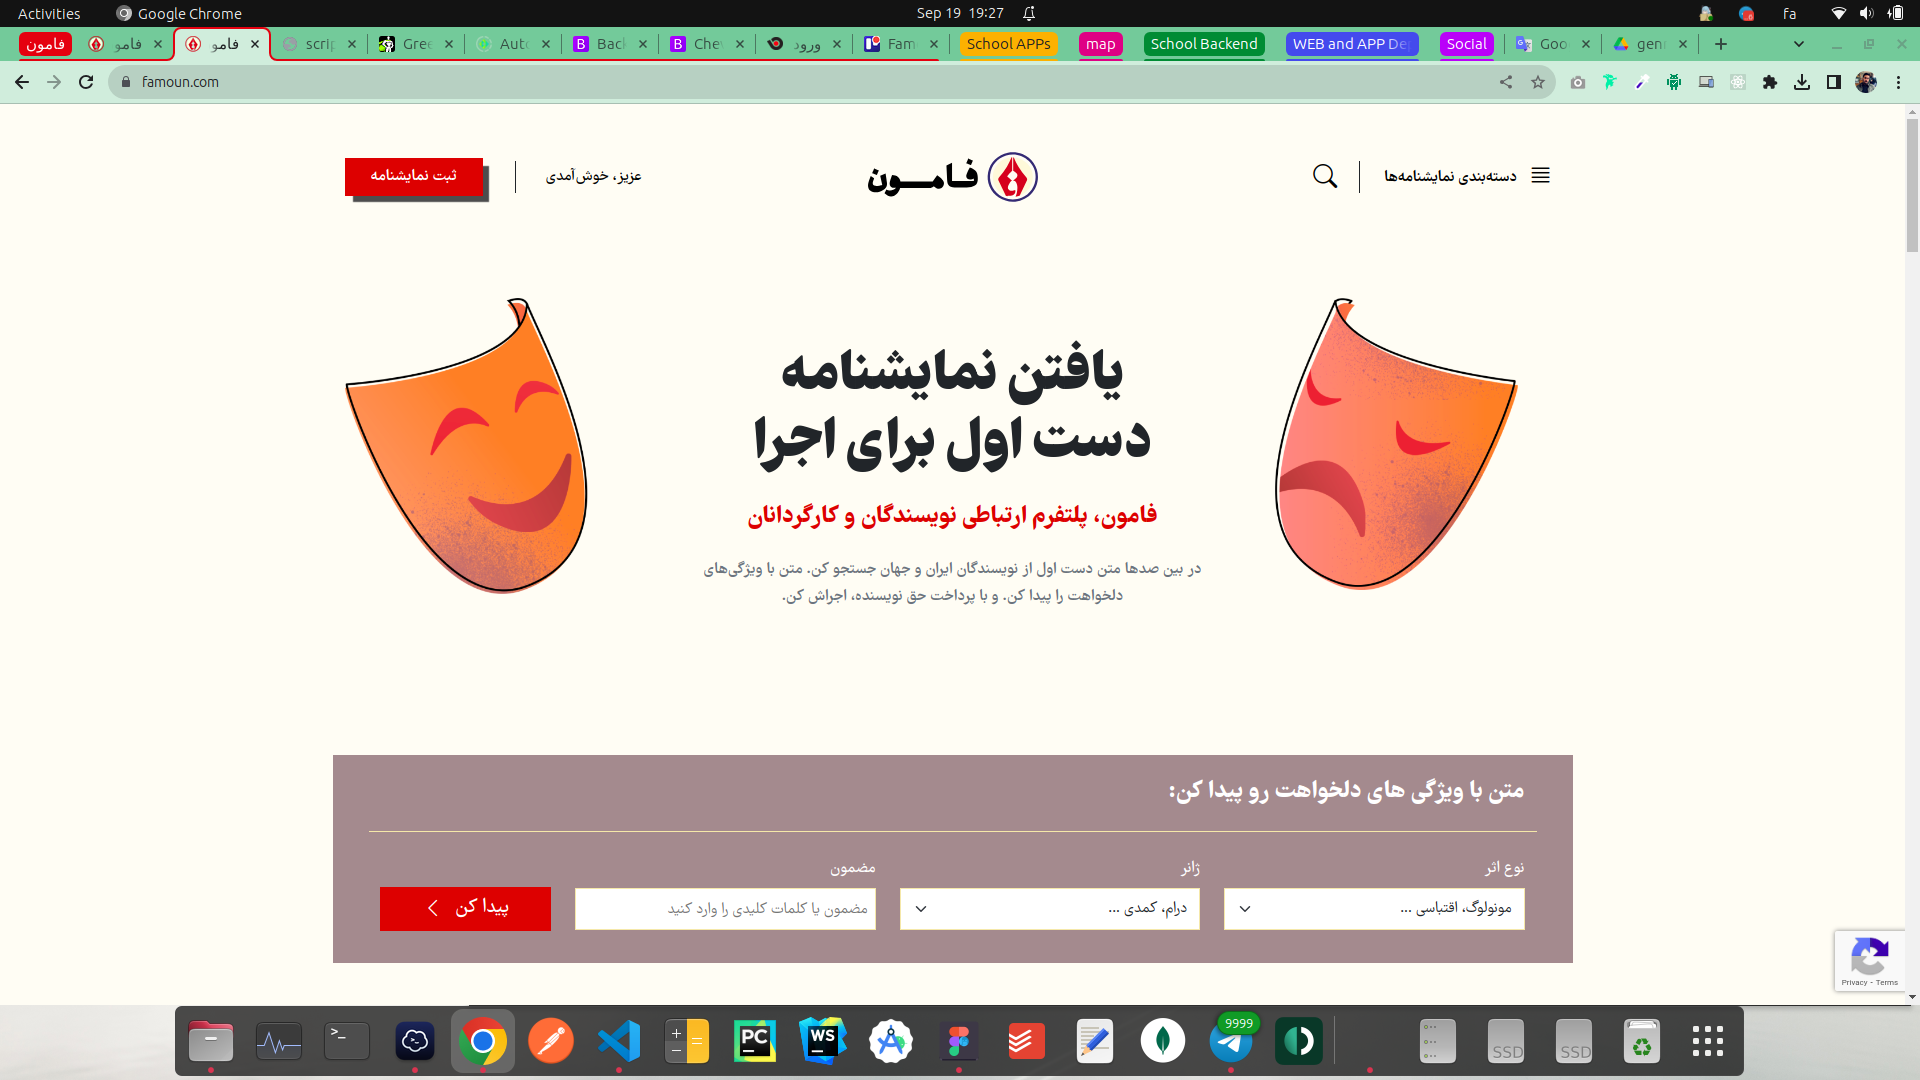 Activities
Google Chrome
Sep 19 19:27
fa
فامون
فامو
فامو
scrip
Gree
Auto
Back
Che
ورود
Fam
School APPs
map
School Backend
WEB and APP De
Social
Goo
gen
famoun.com
دسته‌بندی نمایشنامه‌ها
فـامـــون
عزیز، خوش‌آمدی
ثبت نمایشنامه
یافتن نمایشنامه
دست اول برای اجرا
فامون، پلتفرم ارتباطی نویسندگان و کارگردانان
در بین صدها متن دست اول از نویسندگان ایران و جهان جستجو کن. متن با ویژگی‌های
دلخواهت را پیدا کن. و با پرداخت حق نویسنده، اجراش کن.
متن با ویژگی های دلخواهت رو پیدا کن:
نوع اثر
ژانر
مضمون
مونولوگ، اقتباسی ...
درام، کمدی ...
مضمون یا کلمات کلیدی را وارد کنید
پیدا کن
Privacy - Terms
PC
WS
9999
SSD
SSD